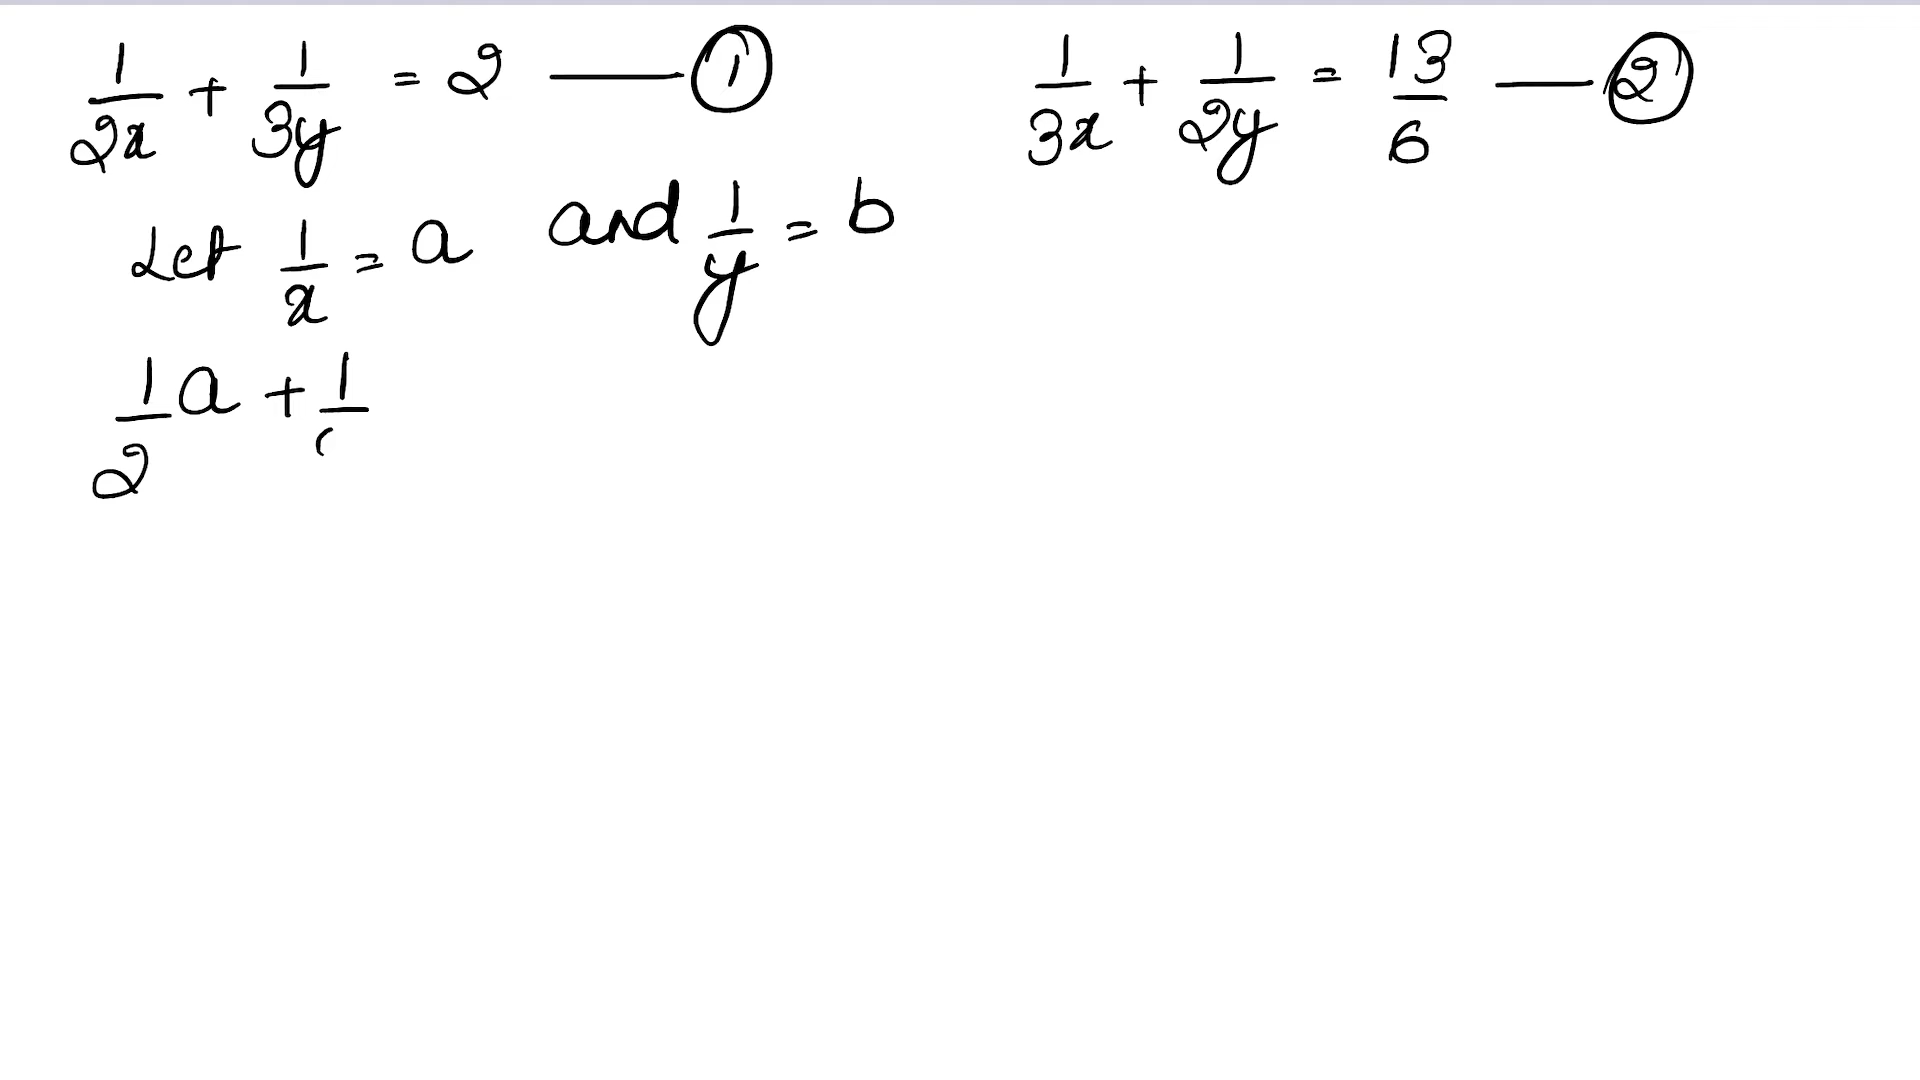 1/2x + 1/3y = 2 —— ①
1/3x + 1/2y = 13/6 —— ②
Let 1/x = a and 1/y = b
1/2 a + 1/